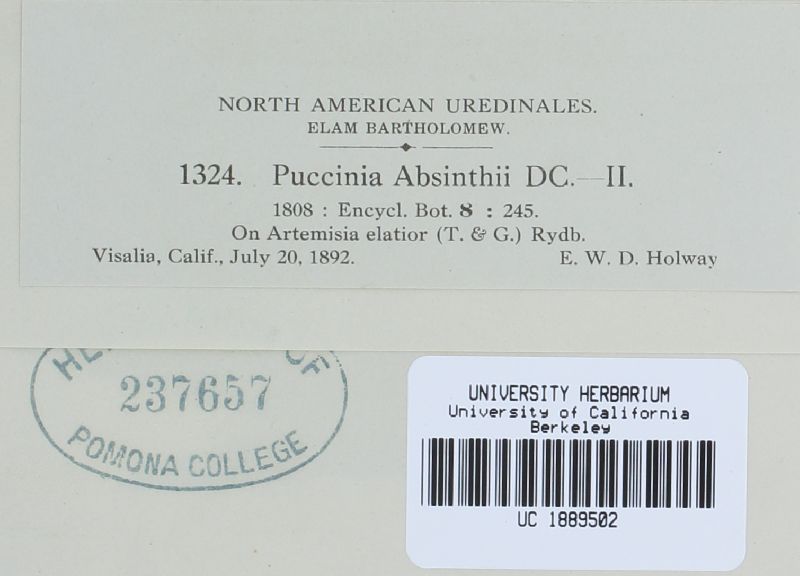 NORTH AMERICAN UREDINALES.
ELAM BARTHOLOMEW.
1324. Puccinia Absinthii DC.—II.
1808 : Encycl. Bot. 8 : 245.
On Artemisia elatior (T. & G.) Rydb.
Visalia, Calif., July 20, 1892. E. W. D. Holway
OF
237657
POMONA COLLEGE
UNIVERSITY HERBARIUM
University of California
Berkeley
UC 1889502